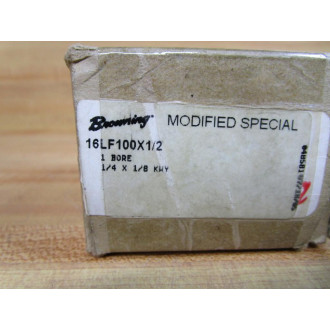 Browning
MODIFIED SPECIAL
16LF100X1/2
1 BORE
1/4 X 1/8 KWY